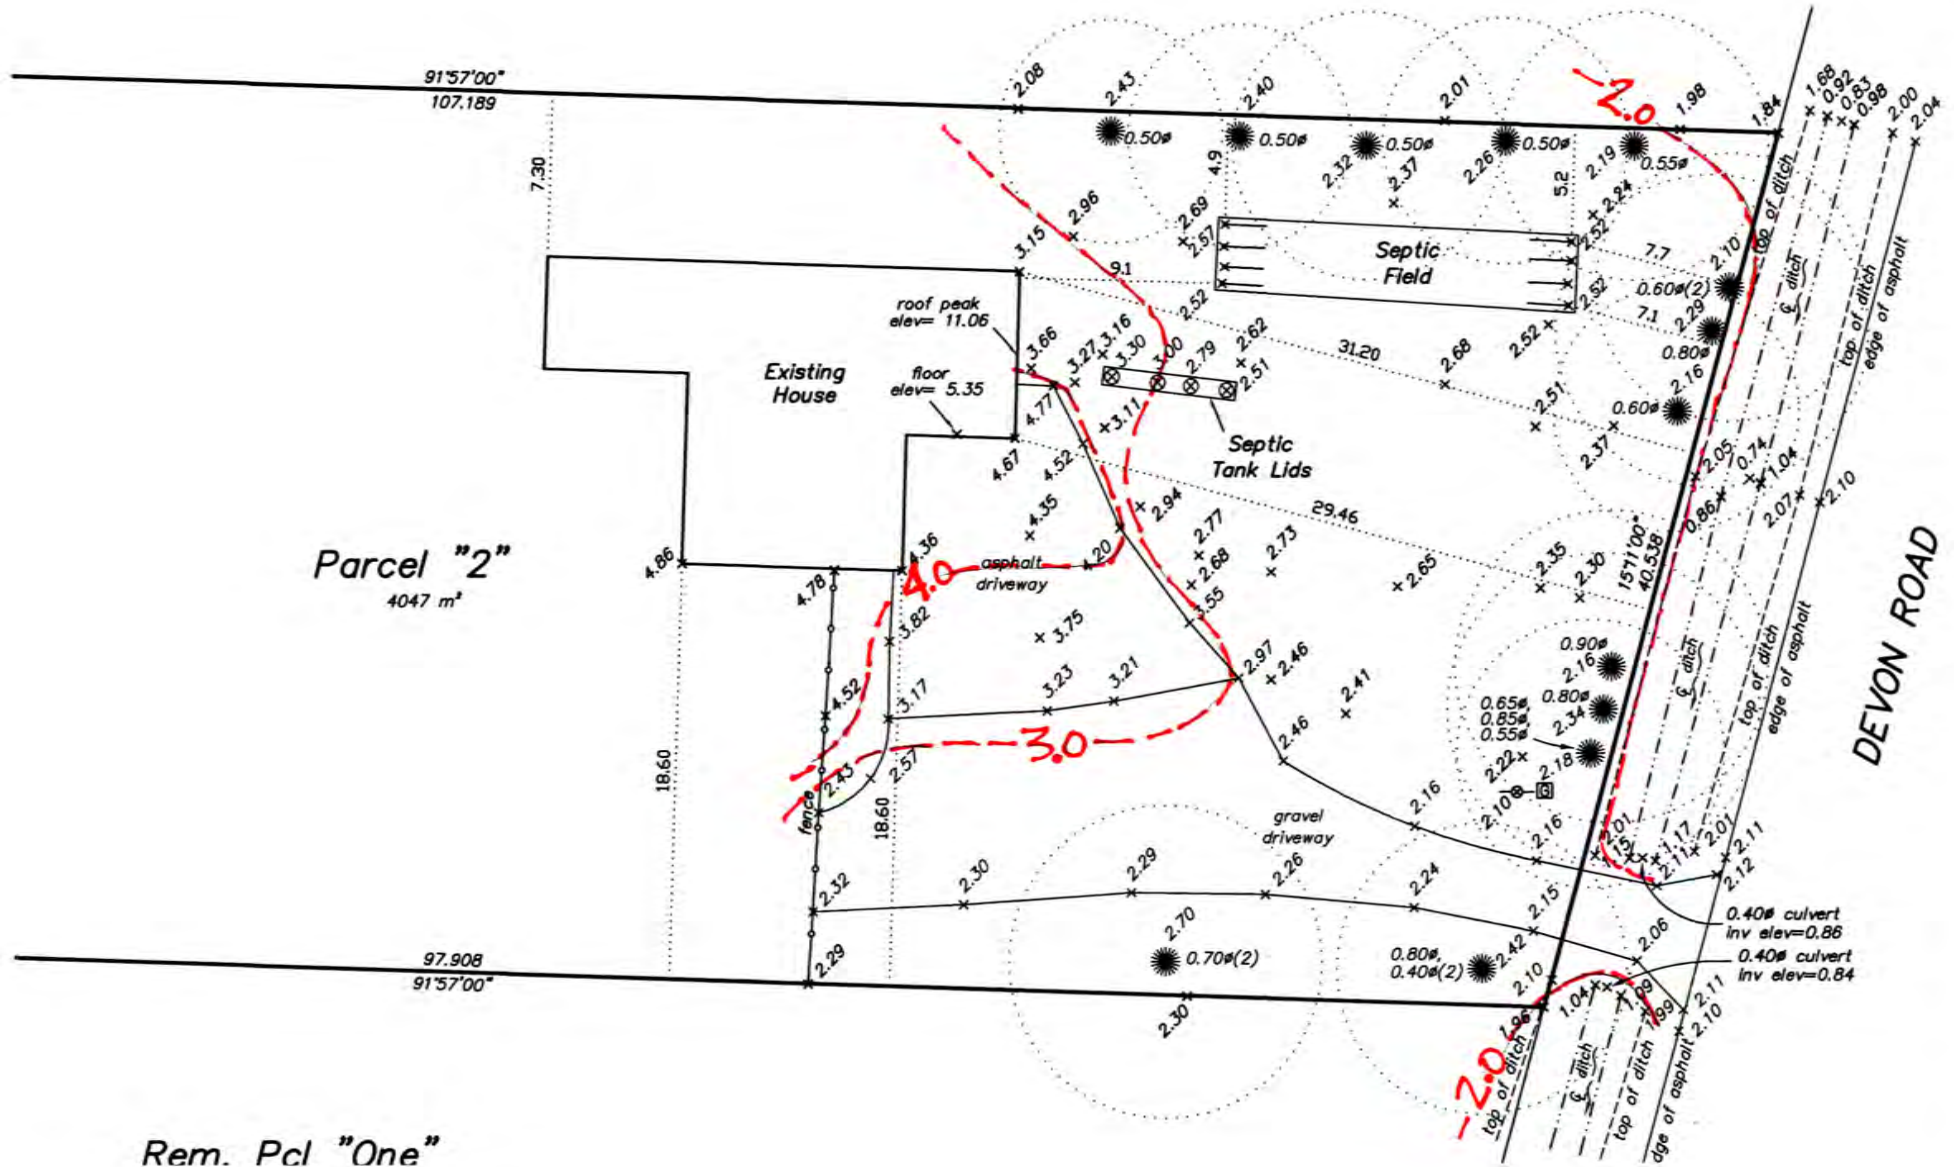 91°57'00"
107.189
2.08
2.43
2.40
2.01
2.0
1.98
1.84
1.68
0.92
0.83
0.98
2.00
2.04
0.50ø
0.50ø
0.50ø
0.50ø
0.55ø
7.30
4.9
2.32
2.37
2.26
5.2
2.19
2.24
top of ditch
2.96
2.69
2.57
3.15
9.1
Septic
Field
2.52
7.7
2.10
0.60ø(2)
℄ ditch
top of ditch
edge of asphalt
roof peak
elev= 11.06
2.52
2.52
7.1
2.29
0.80ø
3.66
3.27
3.16
3.30
3.00
2.79
2.62
2.51
31.20
2.68
2.52
2.16
0.60ø
Existing
House
floor
elev= 5.35
4.77
3.11
2.51
2.37
Septic
Tank Lids
4.67
4.52
2.05
0.74
1.04
0.86
2.07
2.10
4.35
2.94
2.77
29.46
2.73
2.68
2.65
2.35
2.30
15°11'00"
40.538
DEVON ROAD
Parcel "2"
4047 m²
4.86
4.78
4.36
4.0
asphalt
driveway
4.20
3.55
3.82
3.75
2.97
2.46
2.41
0.90ø
2.16
℄ ditch
top of ditch
edge of asphalt
4.52
3.17
3.23
3.21
0.65ø,
0.85ø,
0.55ø
0.80ø
2.34
3.0
2.46
2.22
2.18
2.10
G
18.60
fence
2.43
2.57
18.60
gravel
driveway
2.16
2.16
2.01
1.15
1.17
2.11
2.01
2.11
2.12
2.32
2.30
2.29
2.26
2.24
2.15
2.06
0.40ø culvert
inv elev=0.86
0.40ø culvert
inv elev=0.84
2.70
0.70ø(2)
0.80ø,
0.40ø(2)
2.42
2.10
97.908
91°57'00"
2.29
2.30
1.96
1.04
1.09
1.99
2.11
2.10
2.0
top of ditch
℄ ditch
top of ditch
dge of asphalt
Rem. Pcl "One"